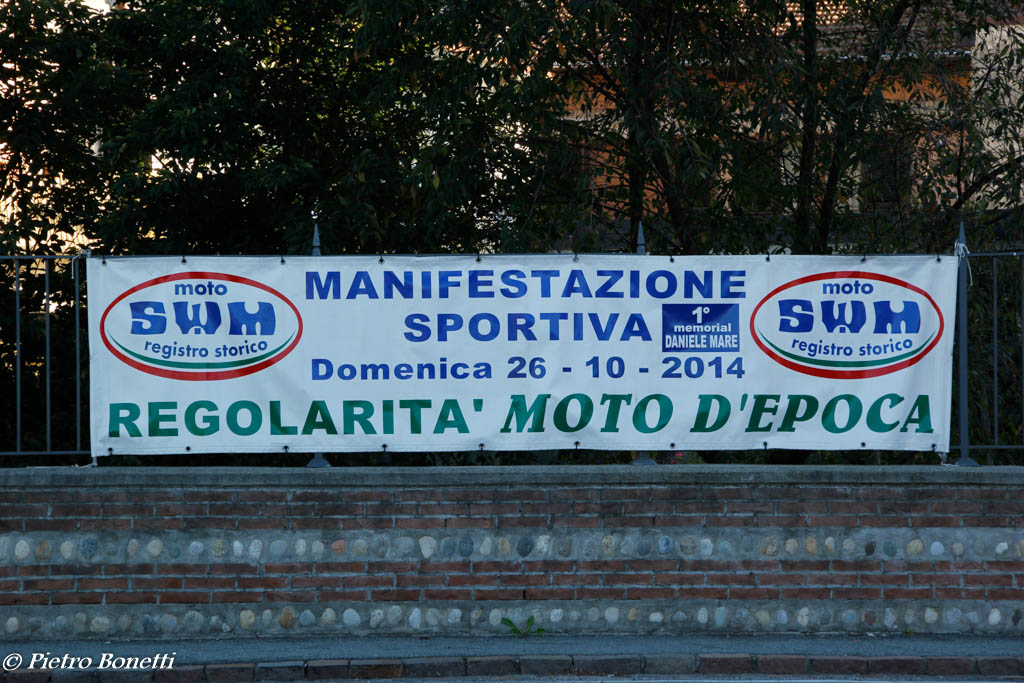 moto
SWM
registro storico
MANIFESTAZIONE
SPORTIVA
1°
memorial
DANIELE MARE
Domenica 26 - 10 - 2014
REGOLARITA' MOTO D'EPOCA
moto
SWM
registro storico
© Pietro Bonetti